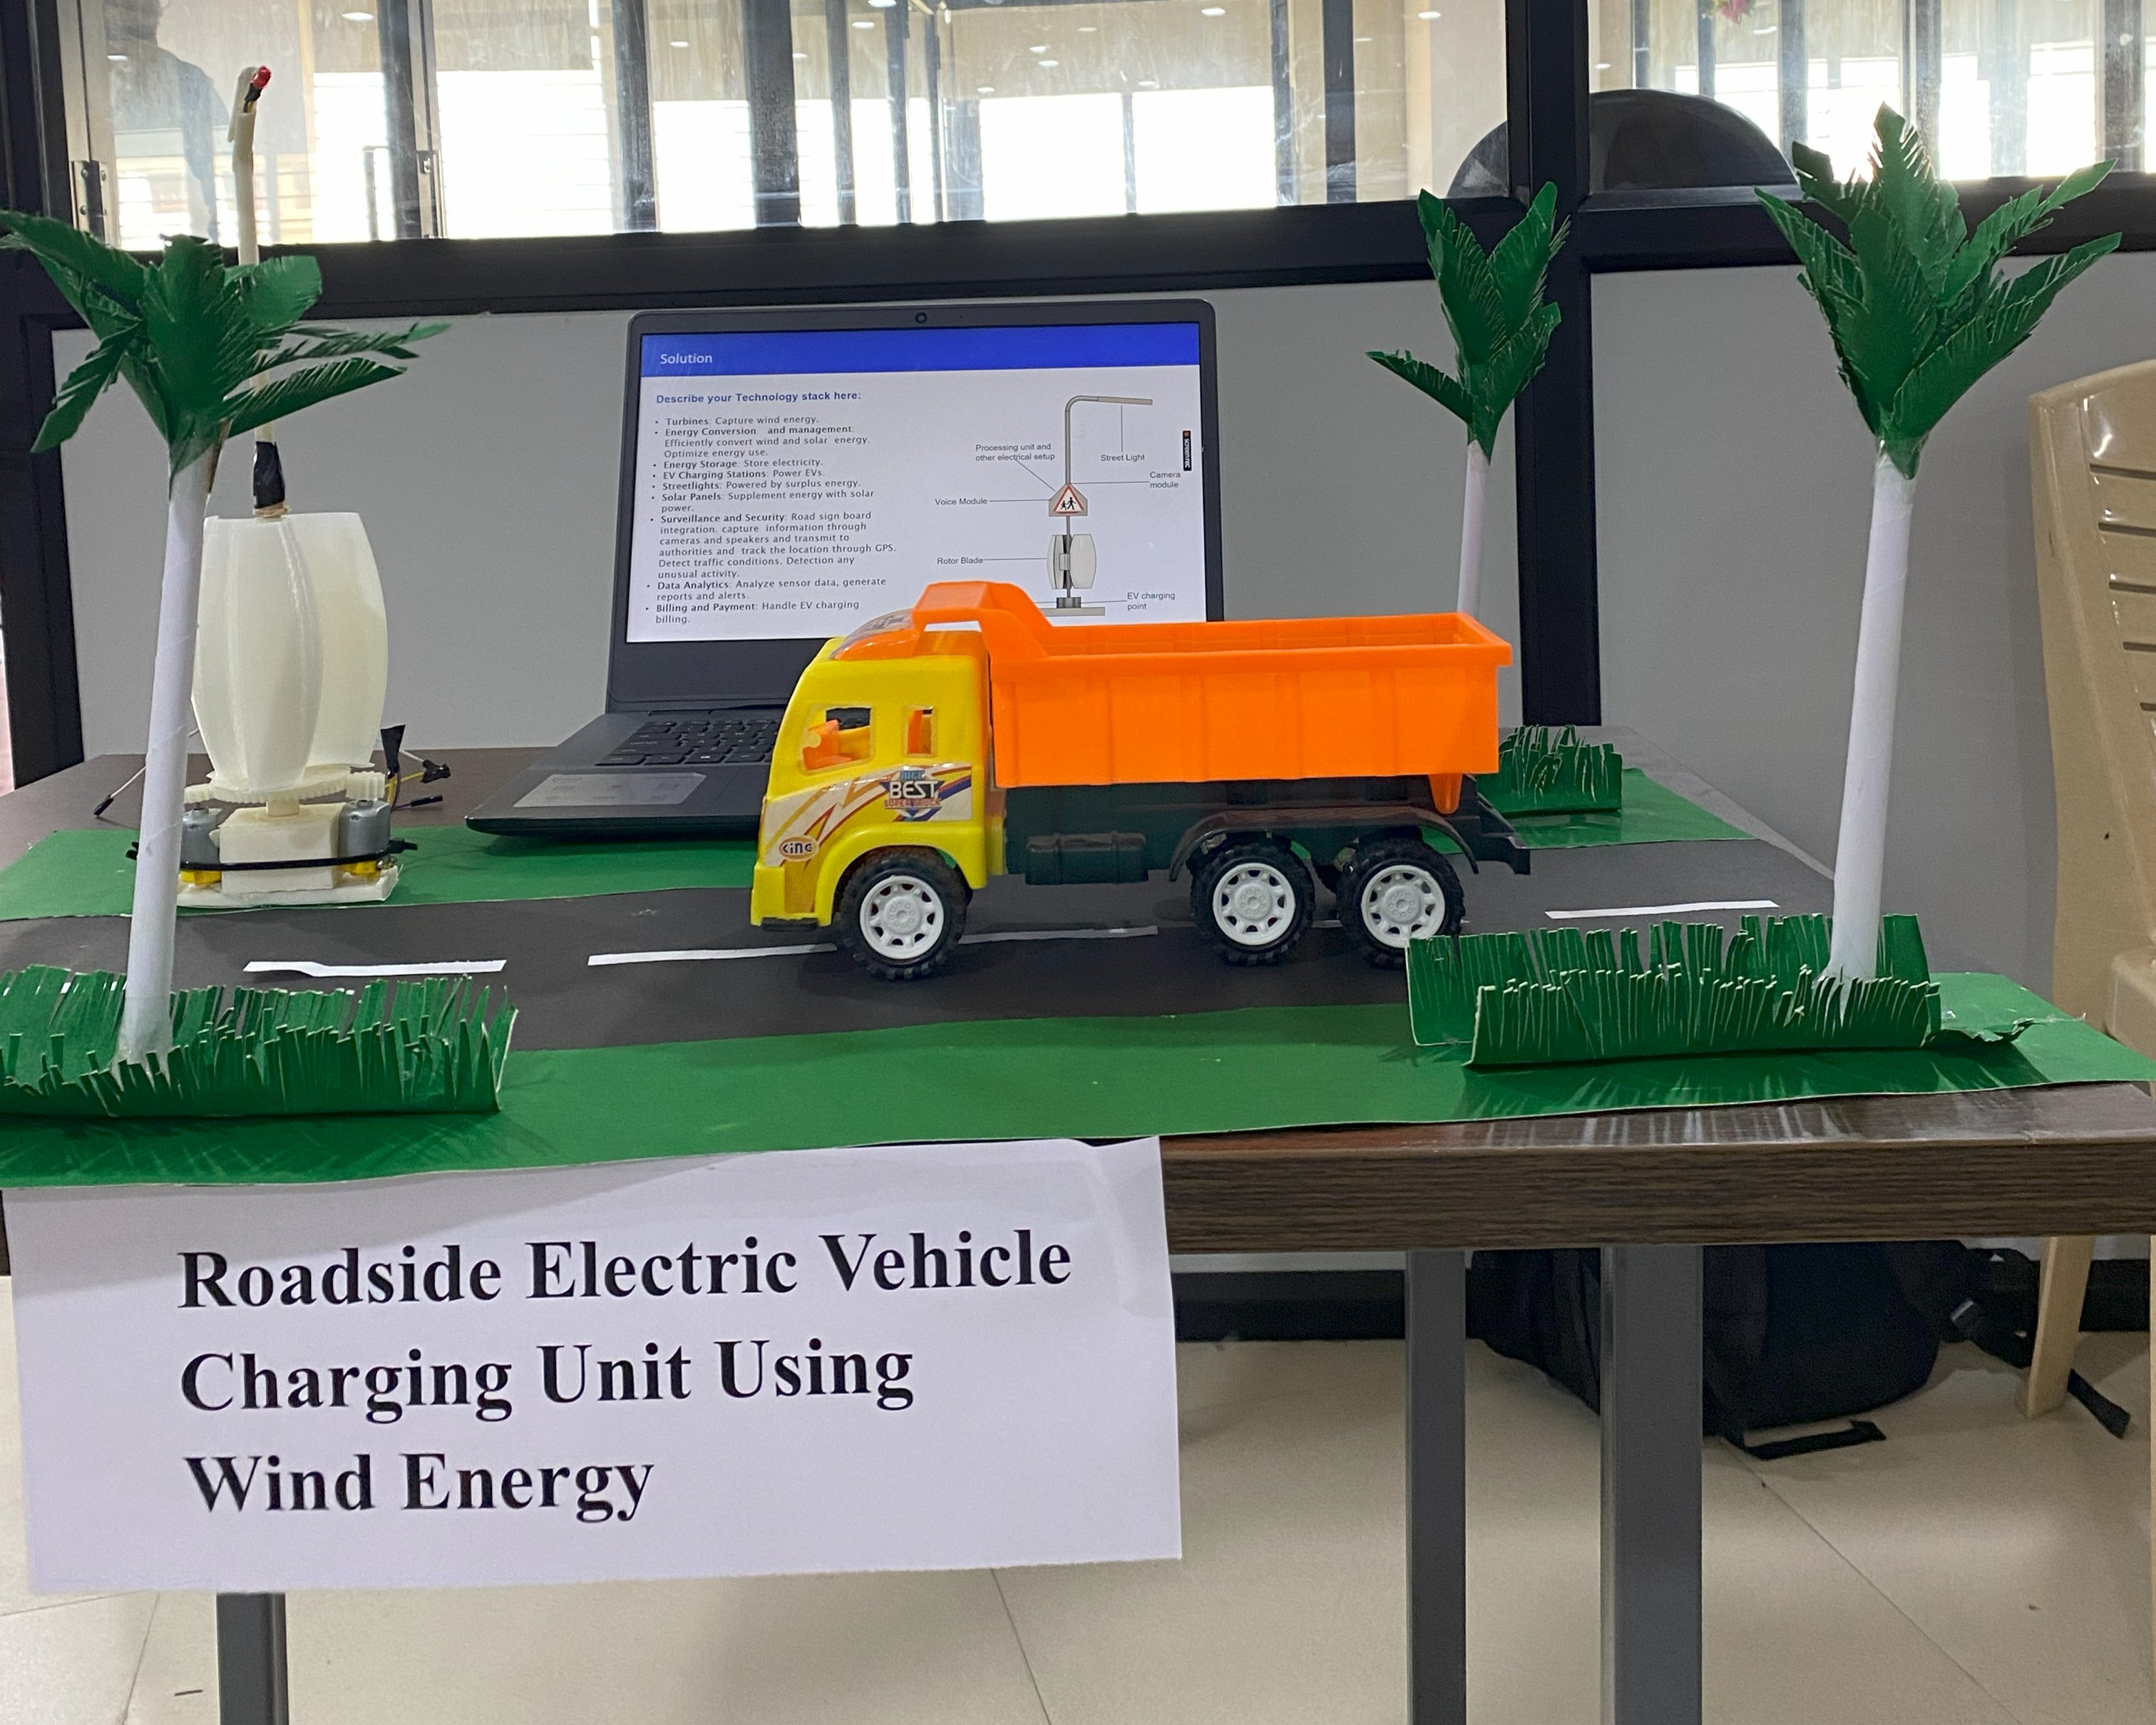 Solution
Describe your Technology stack here:
• Turbines: Capture wind energy.
• Energy Conversion and management:
Efficiently convert wind and solar energy.
Optimize energy use.
• Energy Storage: Store electricity.
• EV Charging Stations: Power EVs.
• Streetlights: Powered by surplus energy.
• Solar Panels: Supplement energy with solar
power.
• Surveillance and Security: Road sign board
integration, capture information through
cameras and speakers and transmit to
authorities and track the location through GPS.
Detect traffic conditions. Detection any
unusual activity.
• Data Analytics: Analyze sensor data, generate
reports and alerts.
• Billing and Payment: Handle EV charging
billing.
Processing unit and
other electrical setup
Street Light
Camera
module
Voice Module
Rotor Blade
EV charging
point
BEST
SUPER TRUCK
CiNG
Roadside Electric Vehicle
Charging Unit Using
Wind Energy